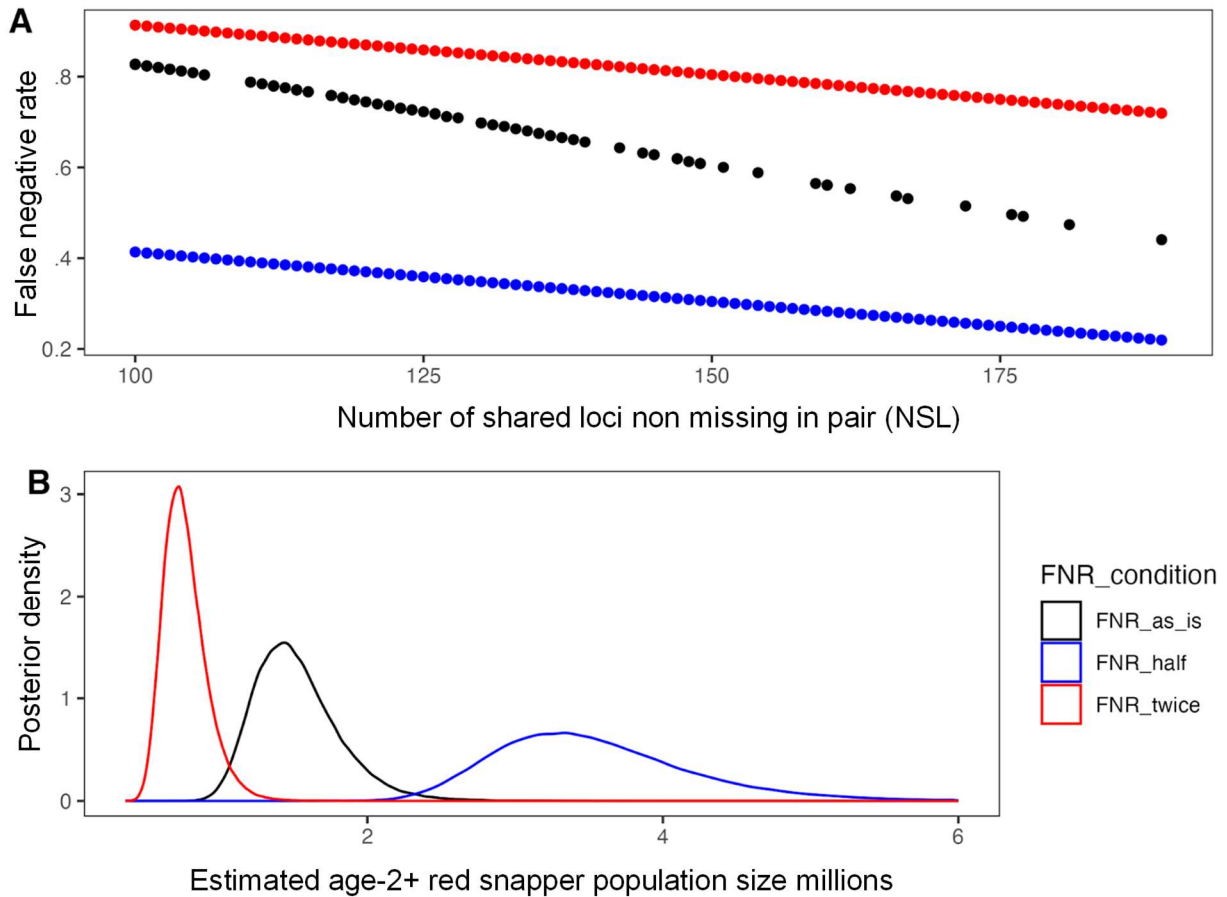 A
False negative rate
.8
.6
.4
0.2
100 125 150 175
Number of shared loci non missing in pair (NSL)
B
Posterior density
3
2
1
0
2 4 6
Estimated age-2+ red snapper population size millions
FNR_condition
FNR_as_is
FNR_half
FNR_twice